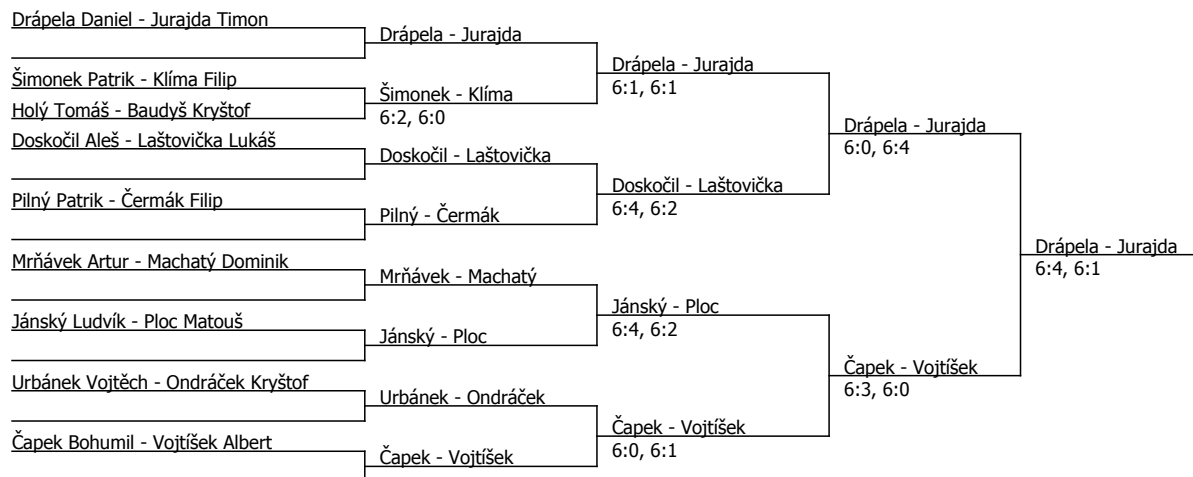 Drápela Daniel - Jurajda Timon
Drápela - Jurajda
Drápela - Jurajda
6:1, 6:1
Šimonek Patrik - Klíma Filip
Šimonek - Klíma
6:2, 6:0
Holý Tomáš - Baudyš Kryštof
Drápela - Jurajda
6:0, 6:4
Doskočil Aleš - Laštovička Lukáš
Doskočil - Laštovička
Doskočil - Laštovička
6:4, 6:2
Pilný Patrik - Čermák Filip
Pilný - Čermák
Drápela - Jurajda
6:4, 6:1
Mrňávek Artur - Machatý Dominik
Mrňávek - Machatý
Jánský - Ploc
6:4, 6:2
Jánský Ludvík - Ploc Matouš
Jánský - Ploc
Čapek - Vojtíšek
6:3, 6:0
Urbánek Vojtěch - Ondráček Kryštof
Urbánek - Ondráček
Čapek - Vojtíšek
6:0, 6:1
Čapek Bohumil - Vojtíšek Albert
Čapek - Vojtíšek